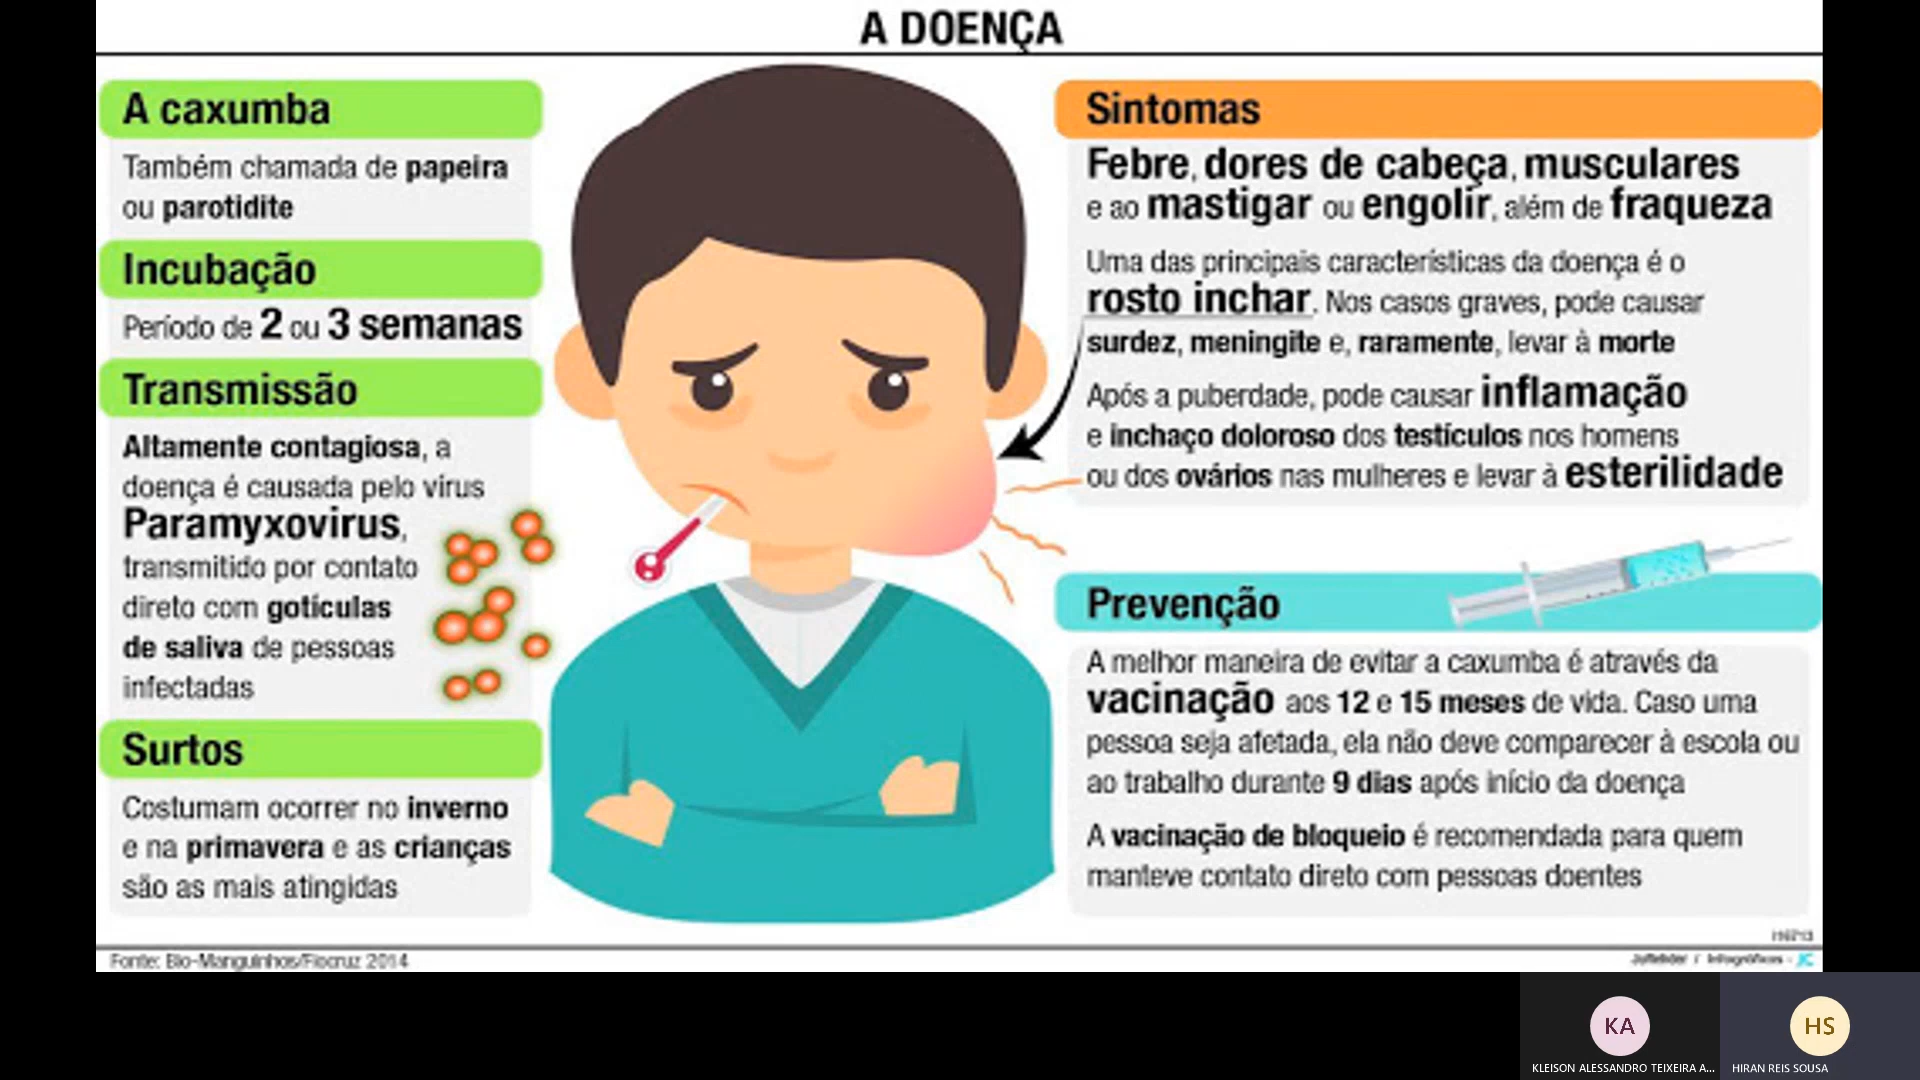 A DOENÇA
A caxumba
Também chamada de papeira
ou parotidite
Incubação
Período de 2 ou 3 semanas
Transmissão
Altamente contagiosa, a
doença é causada pelo vírus
Paramyxovirus,
transmitido por contato
direto com gotículas
de saliva de pessoas
infectadas
Surtos
Costumam ocorrer no inverno
e na primavera e as crianças
são as mais atingidas
Sintomas
Febre, dores de cabeça, musculares
e ao mastigar ou engolir, além de fraqueza
Uma das principais características da doença é o
rosto inchar. Nos casos graves, pode causar
surdez, meningite e, raramente, levar à morte
Após a puberdade, pode causar inflamação
e inchaço doloroso dos testículos nos homens
ou dos ovários nas mulheres e levar à esterilidade
Prevenção
A melhor maneira de evitar a caxumba é através da
vacinação aos 12 e 15 meses de vida. Caso uma
pessoa seja afetada, ela não deve comparecer à escola ou
ao trabalho durante 9 dias após início da doença
A vacinação de bloqueio é recomendada para quem
manteve contato direto com pessoas doentes
Fonte: Bio-Manguinhos/Fiocruz 2014
/ Infográficos - JC
KA
KLEISON ALESSANDRO TEIXEIRA A...
HS
HIRAN REIS SOUSA